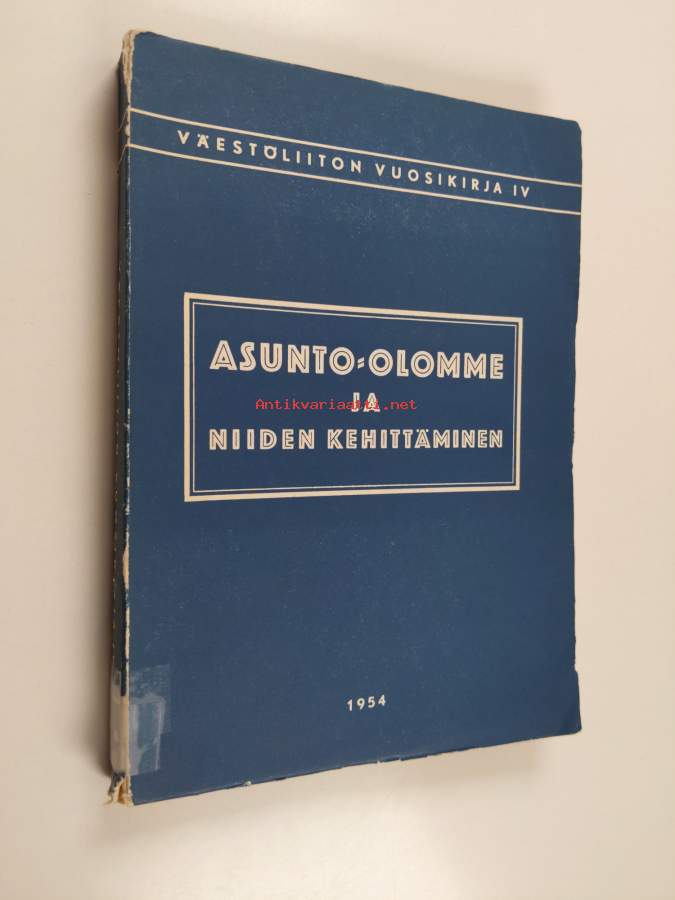 VÄESTÖLIITON VUOSIKIRJA IV
ASUNTO-OLOMME
JA
Antikvariaatti.net
NIIDEN KEHITTÄMINEN
1954